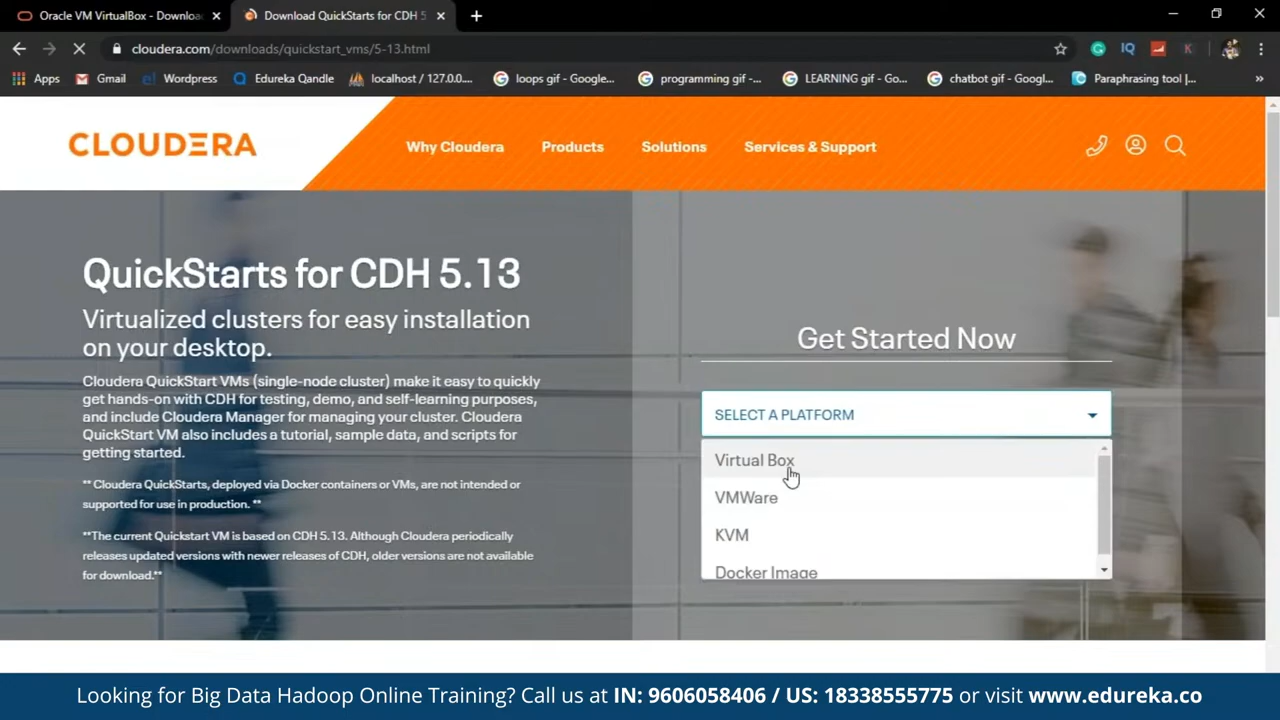 Oracle VM VirtualBox - Downloa
Download QuickStarts for CDH 5
cloudera.com/downloads/quickstart_vms/5-13.html
IQ
K
Apps
Gmail
Wordpress
Edureka Qandle
localhost / 127.0....
loops gif - Google...
programming gif -...
LEARNING gif - Go...
chatbot gif - Googl...
Paraphrasing tool |...
»
CLOUDERA
Why Cloudera
Products
Solutions
Services & Support
QuickStarts for CDH 5.13
Virtualized clusters for easy installation
on your desktop.
Cloudera QuickStart VMs (single-node cluster) make it easy to quickly
get hands-on with CDH for testing, demo, and self-learning purposes,
and include Cloudera Manager for managing your cluster. Cloudera
QuickStart VM also includes a tutorial, sample data, and scripts for
getting started.
** Cloudera QuickStarts, deployed via Docker containers or VMs, are not intended or
supported for use in production. **
**The current Quickstart VM is based on CDH 5.13. Although Cloudera periodically
releases updated versions with newer releases of CDH, older versions are not available
for download.**
Get Started Now
SELECT A PLATFORM
Virtual Box
VMWare
KVM
Docker Image
Looking for Big Data Hadoop Online Training? Call us at IN: 9606058406 / US: 18338555775 or visit www.edureka.co